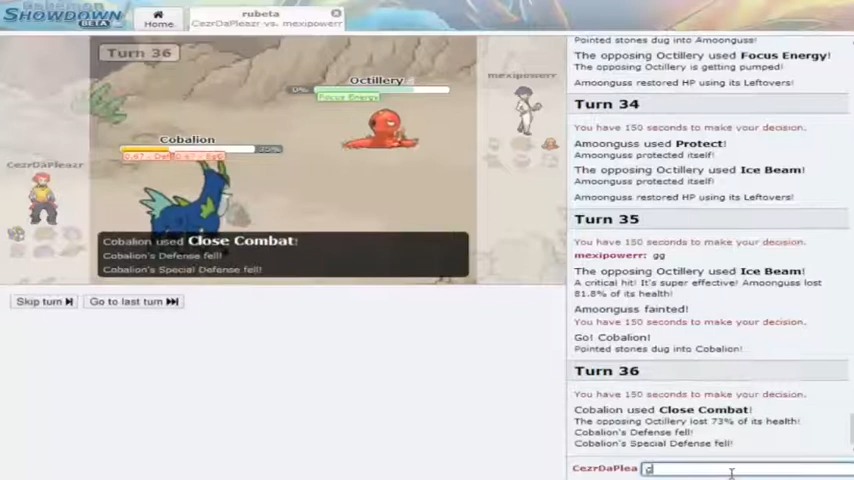 Pokémon
SHOWDOWN
BETA
Home
rubeta
CezrDaPleazr vs. mexipowerr
Turn 36
Octillery
0%
Focus Energy
mexipowerr
Cobalion
35%
CezrDaPleazr
Cobalion used Close Combat!
Cobalion's Defense fell!
Cobalion's Special Defense fell!
Skip turn
Go to last turn
Pointed stones dug into Amoonguss!
The opposing Octillery used Focus Energy!
The opposing Octillery is getting pumped!
Amoonguss restored HP using its Leftovers!
Turn 34
You have 150 seconds to make your decision.
Amoonguss used Protect!
Amoonguss protected itself!
The opposing Octillery used Ice Beam!
Amoonguss protected itself!
Amoonguss restored HP using its Leftovers!
Turn 35
You have 150 seconds to make your decision.
mexipowerr: gg
The opposing Octillery used Ice Beam!
A critical hit! It's super effective! Amoonguss lost
81.8% of its health!
Amoonguss fainted!
You have 150 seconds to make your decision.
Go! Cobalion!
Pointed stones dug into Cobalion!
Turn 36
You have 150 seconds to make your decision.
Cobalion used Close Combat!
The opposing Octillery lost 73% of its health!
Cobalion's Defense fell!
Cobalion's Special Defense fell!
CezrDaPlea g